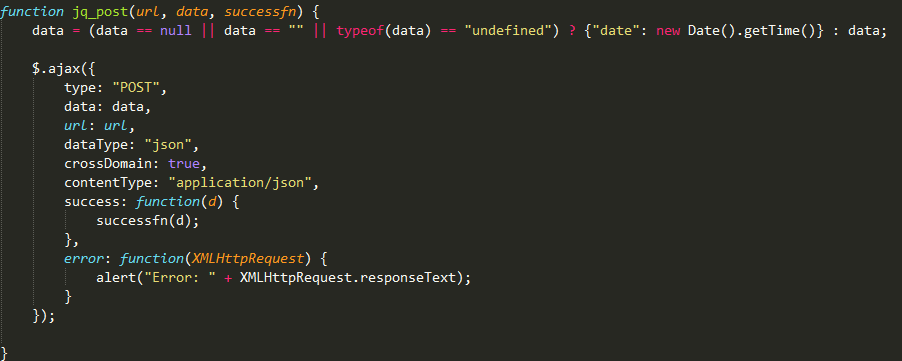 function jq_post(url, data, successfn) {
    data = (data == null || data == "" || typeof(data) == "undefined") ? {"date": new Date().getTime()} : data;
    $.ajax({
        type: "POST",
        data: data,
        url: url,
        dataType: "json",
        crossDomain: true,
        contentType: "application/json",
        success: function(d) {
            successfn(d);
        },
        error: function(XMLHttpRequest) {
            alert("Error: " + XMLHttpRequest.responseText);
        }
    });
}